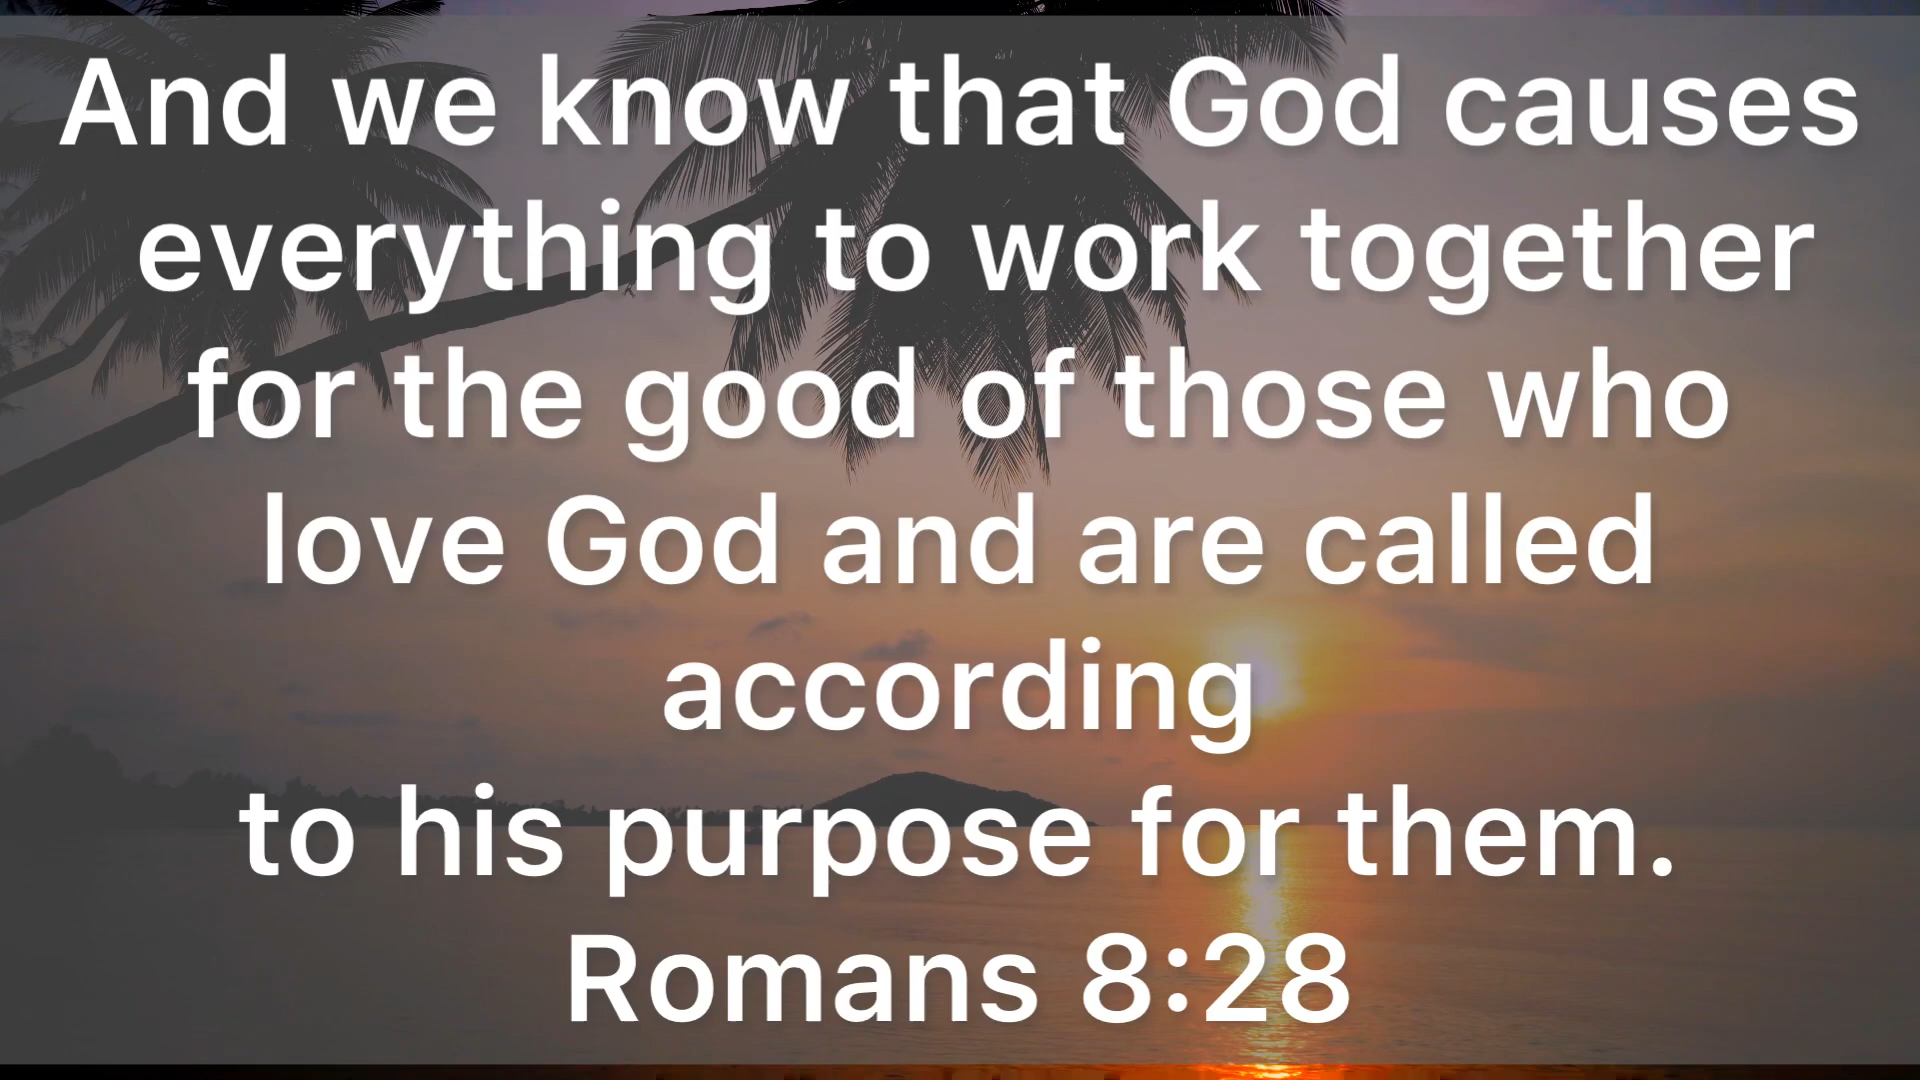 And we know that God causes
everything to work together
for the good of those who
love God and are called
according
to his purpose for them.
Romans 8:28